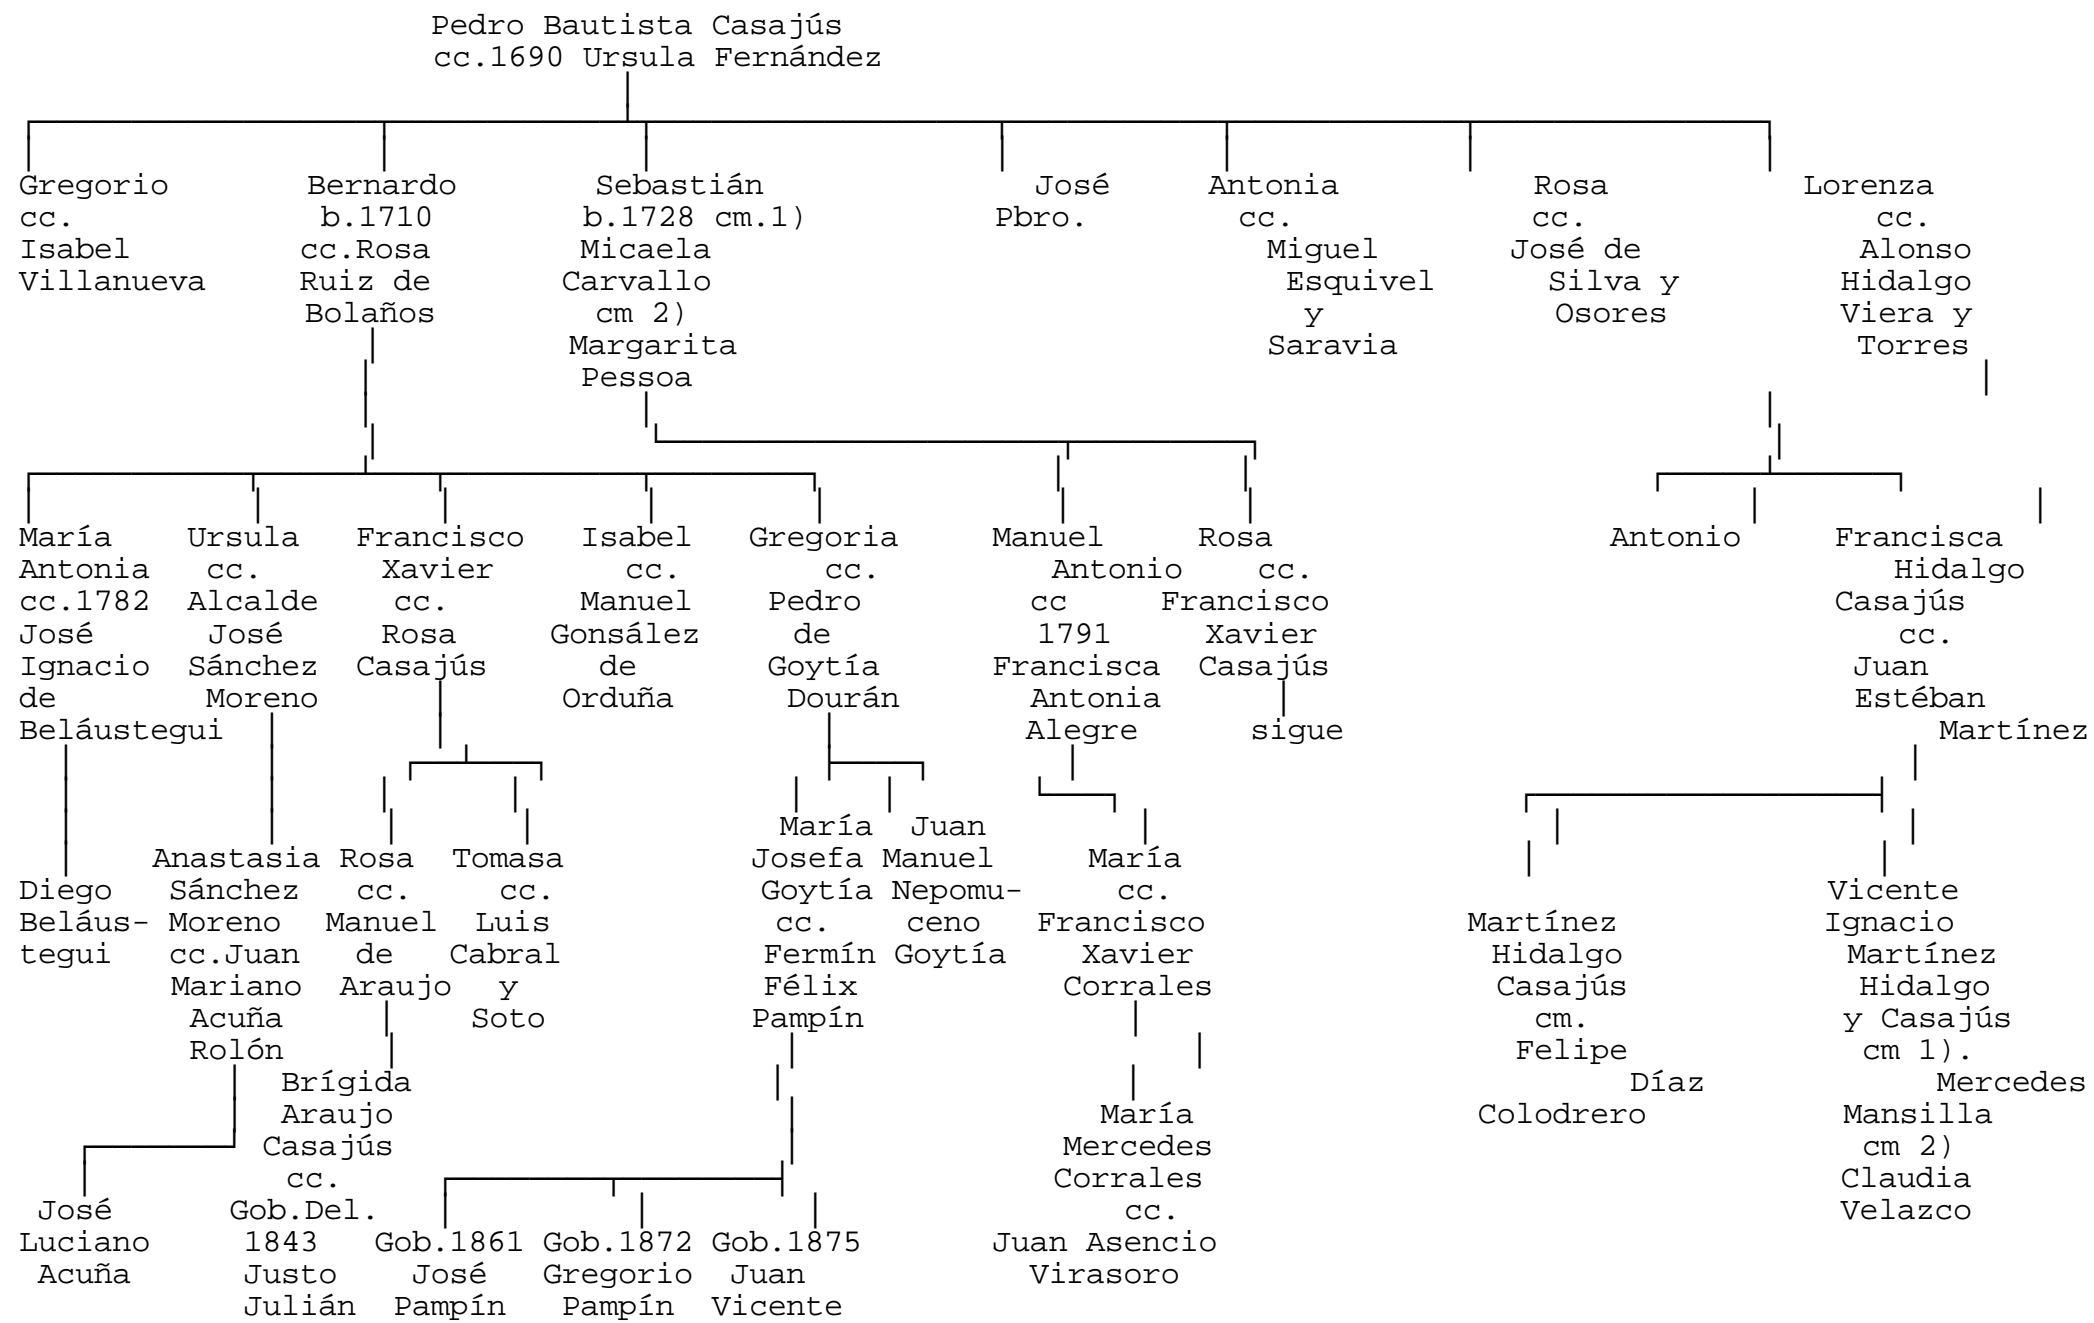 Pedro Bautista Casajús
cc.1690 Ursula Fernández
Gregorio Bernardo Sebastián José Antonia Rosa Lorenza
cc. b.1710 b.1728 cm.1) Pbro. cc. cc. cc.
Isabel cc.Rosa Micaela Miguel José de Alonso
Villanueva Ruiz de Carvallo Esquivel Silva y Hidalgo
Bolaños cm 2) y Osores Viera y
Margarita Saravia Torres
Pessoa
María Ursula Francisco Isabel Gregoria Manuel Rosa Antonio Francisca
Antonia cc. Xavier cc. cc. Antonio cc. Hidalgo
cc.1782 Alcalde cc. Manuel Pedro cc Francisco Casajús
José José Rosa Gonsález de 1791 Xavier cc.
Ignacio Sánchez Casajús de Goytía Francisca Casajús Juan
de Moreno Orduña Dourán Antonia Estéban
Beláustegui Alegre sigue Martínez
María Juan
Anastasia Rosa Tomasa Josefa Manuel María
Diego Sánchez cc. cc. Goytía Nepomu- cc. Vicente
Beláus- Moreno Manuel Luis cc. ceno Francisco Martínez Ignacio
tegui cc.Juan de Cabral Fermín Goytía Xavier Hidalgo Martínez
Mariano Araujo y Félix Corrales Casajús Hidalgo
Acuña Soto Pampín cm. y Casajús
Rolón Felipe cm 1).
Brígida Díaz Mercedes
Araujo María Colodrero Mansilla
Casajús Mercedes cm 2)
cc. Corrales Claudia
José Gob.Del. cc. Velazco
Luciano 1843 Gob.1861 Gob.1872 Gob.1875 Juan Asencio
Acuña Justo José Gregorio Juan Virasoro
Julián Pampín Pampín Vicente